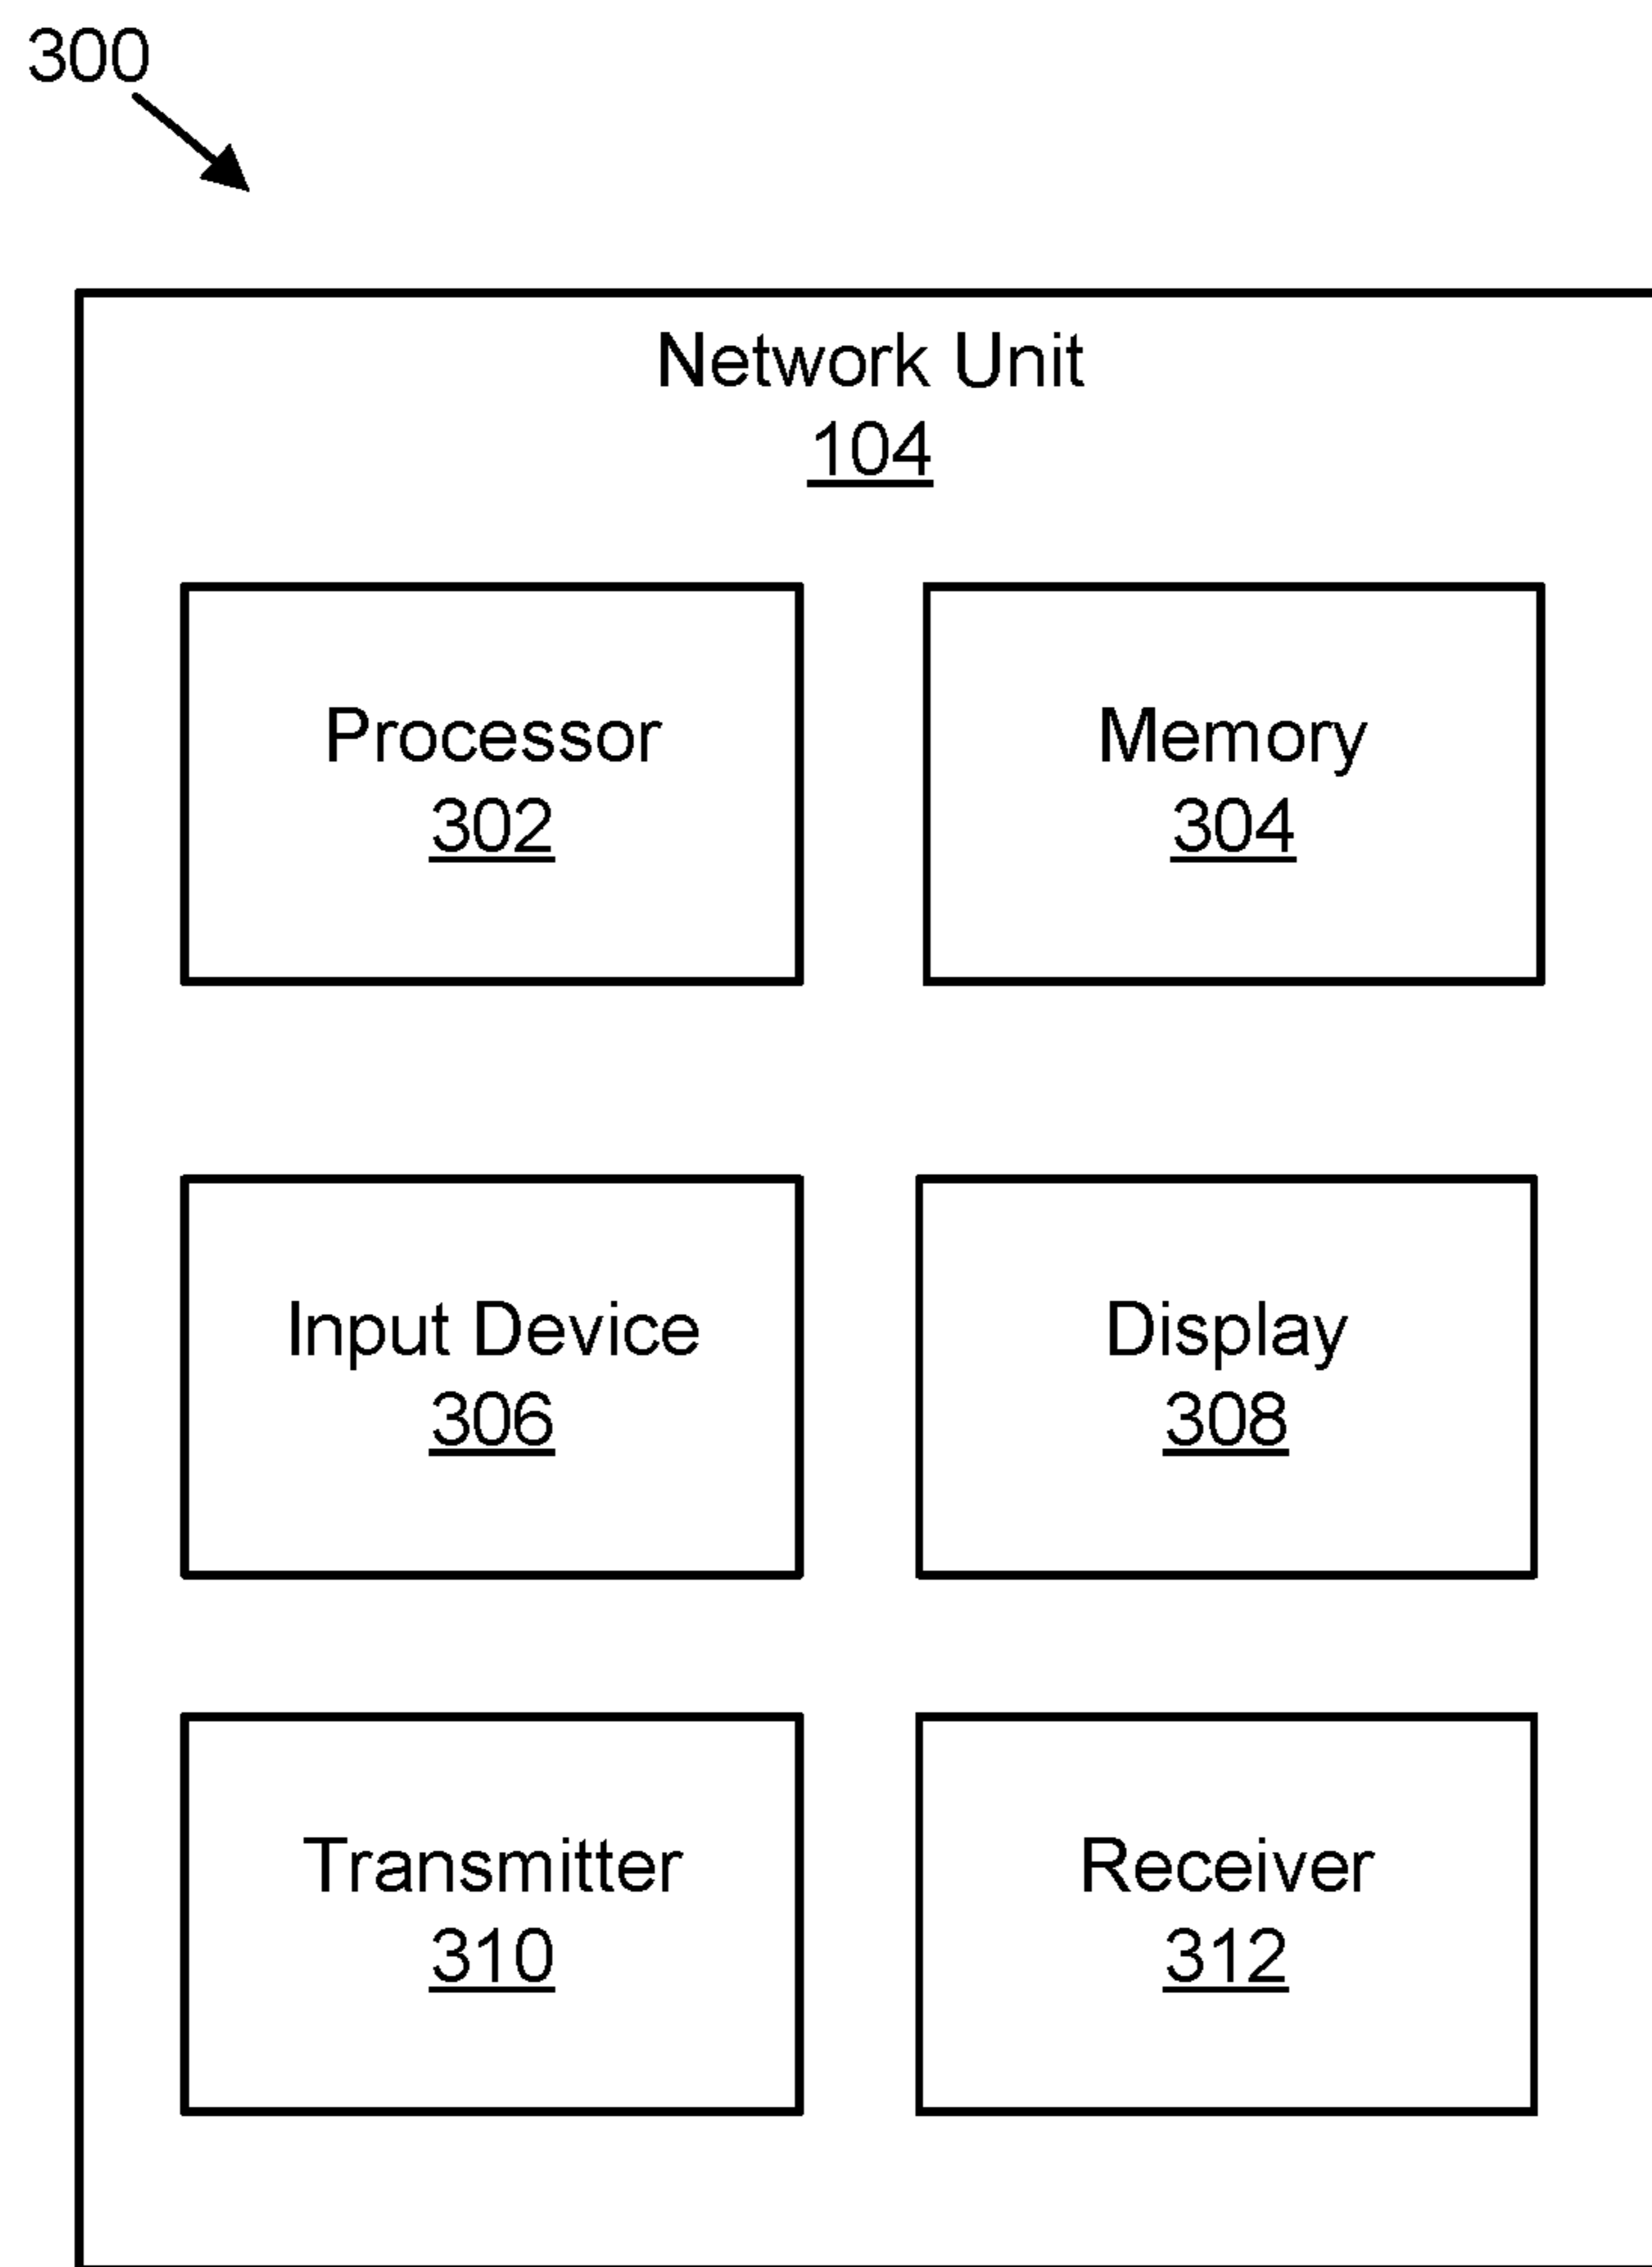 300
Network Unit
104
Processor
302
Memory
304
Input Device
306
Display
308
Transmitter
310
Receiver
312